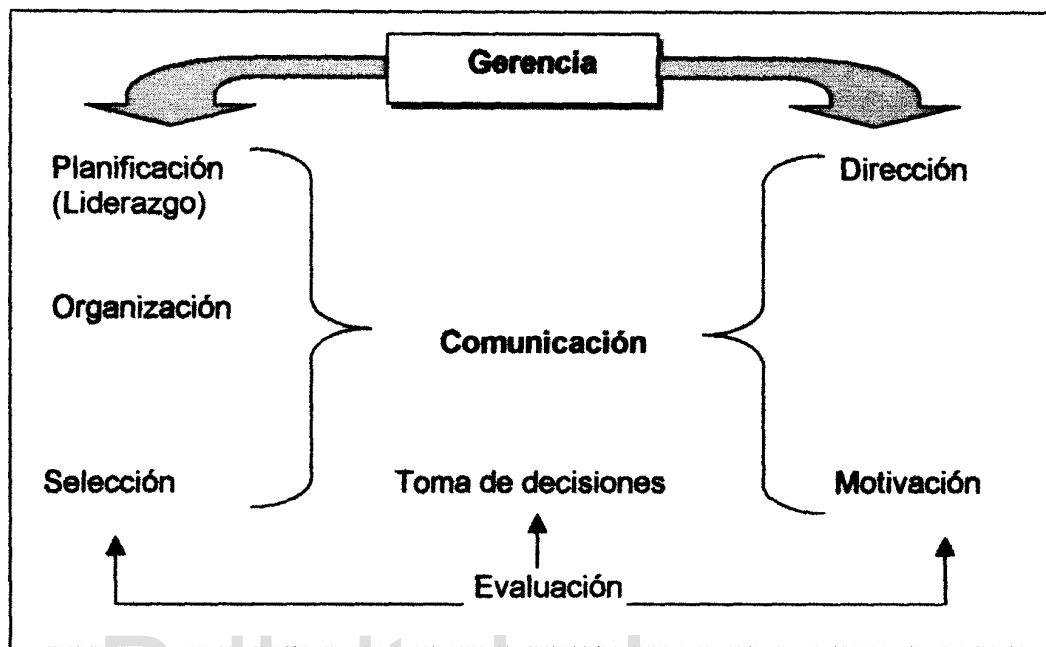 Gerencia
Planificación
(Liderazgo)
Dirección
Organización
Comunicación
Selección
Toma de decisiones
Motivación
Evaluación